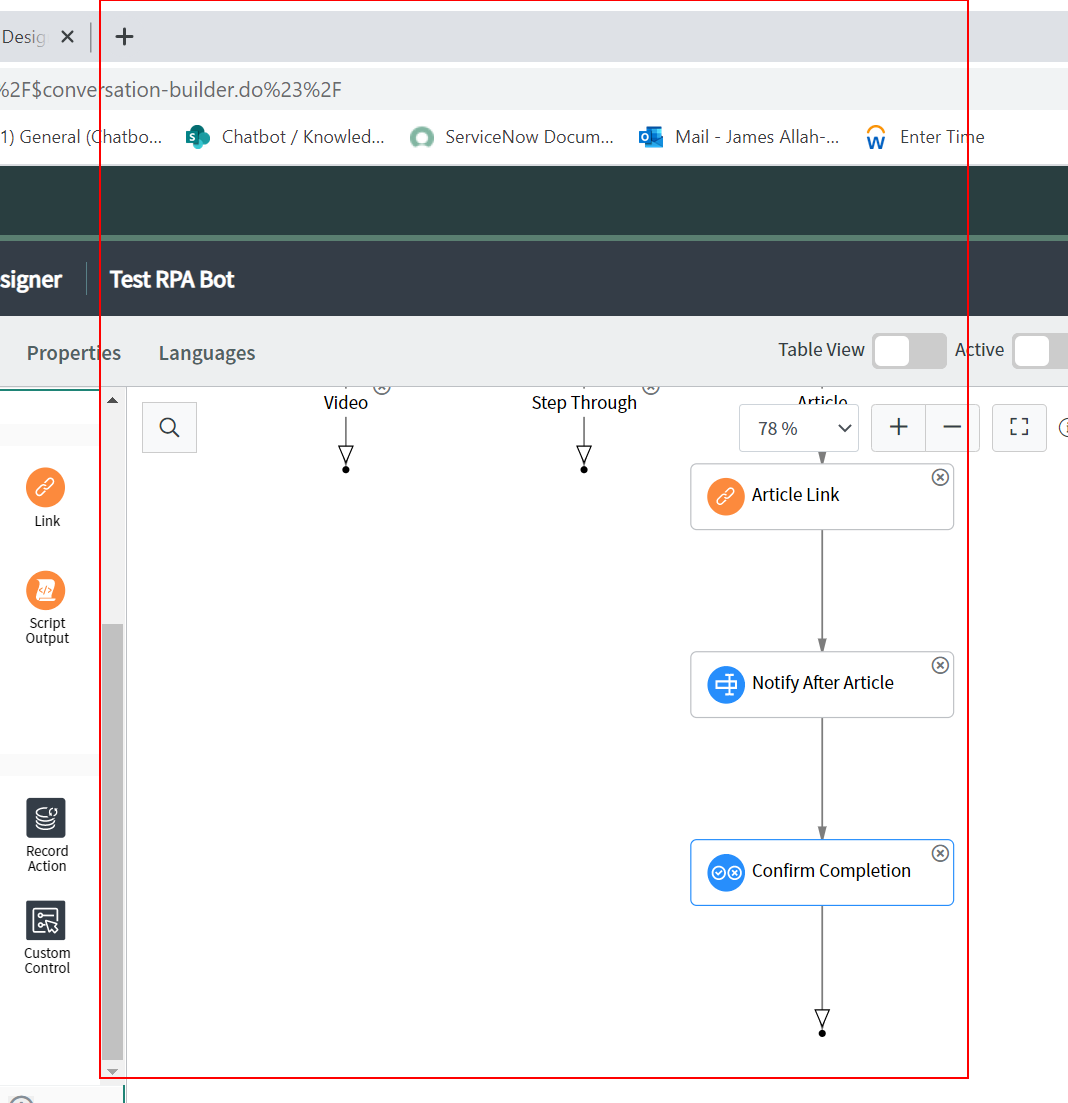 Desig
%2F$conversation-builder.do%23%2F
1) General (Chatbo...
Chatbot / Knowled...
ServiceNow Docum...
Mail - James Allah-...
Enter Time
signer
Test RPA Bot
Properties
Languages
Table View
Active
Video
Step Through
Article
78 %
Link
Article Link
Script
Output
Notify After Article
Record
Action
Confirm Completion
Custom
Control